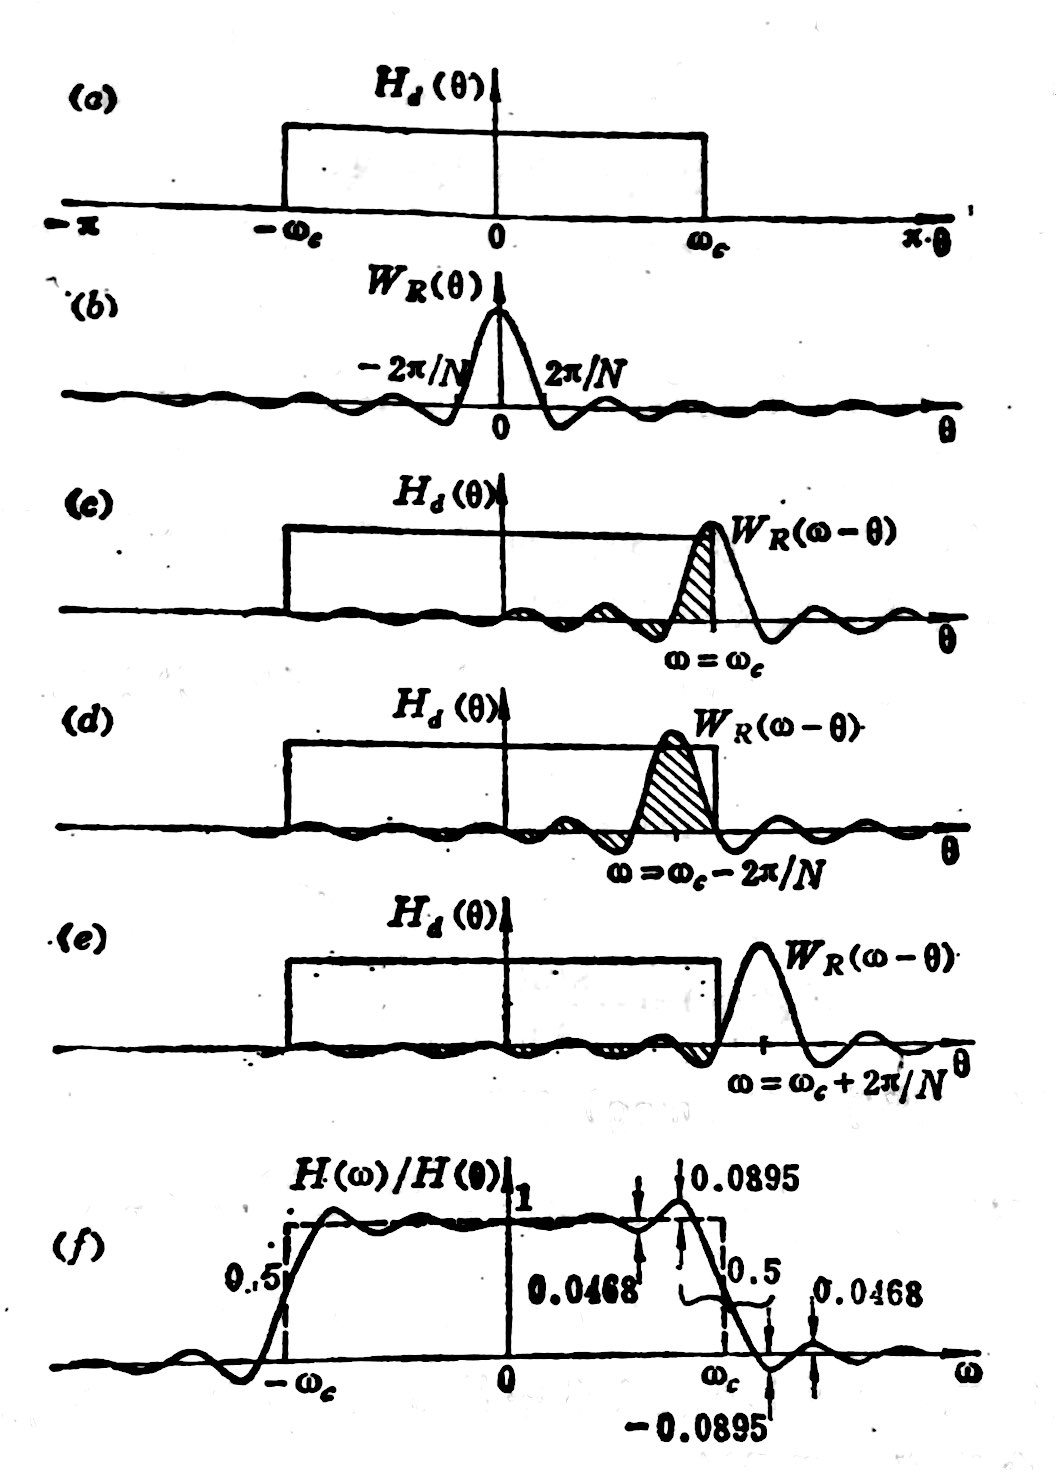 (a) H_d(θ)
-π -ω_c 0 ω_c π·θ
(b) W_R(θ)
-2π/N 2π/N
0 θ
(c) H_d(θ) W_R(ω-θ)
θ
ω=ω_c
(d) H_d(θ) W_R(ω-θ)
θ
ω=ω_c-2π/N
(e) H_d(θ) W_R(ω-θ)
θ
ω=ω_c+2π/N
H(ω)/H(0) 1 0.0895
(f)
0.5 0.0468 0.5 0.0468
-ω_c 0 ω_c ω
-0.0895